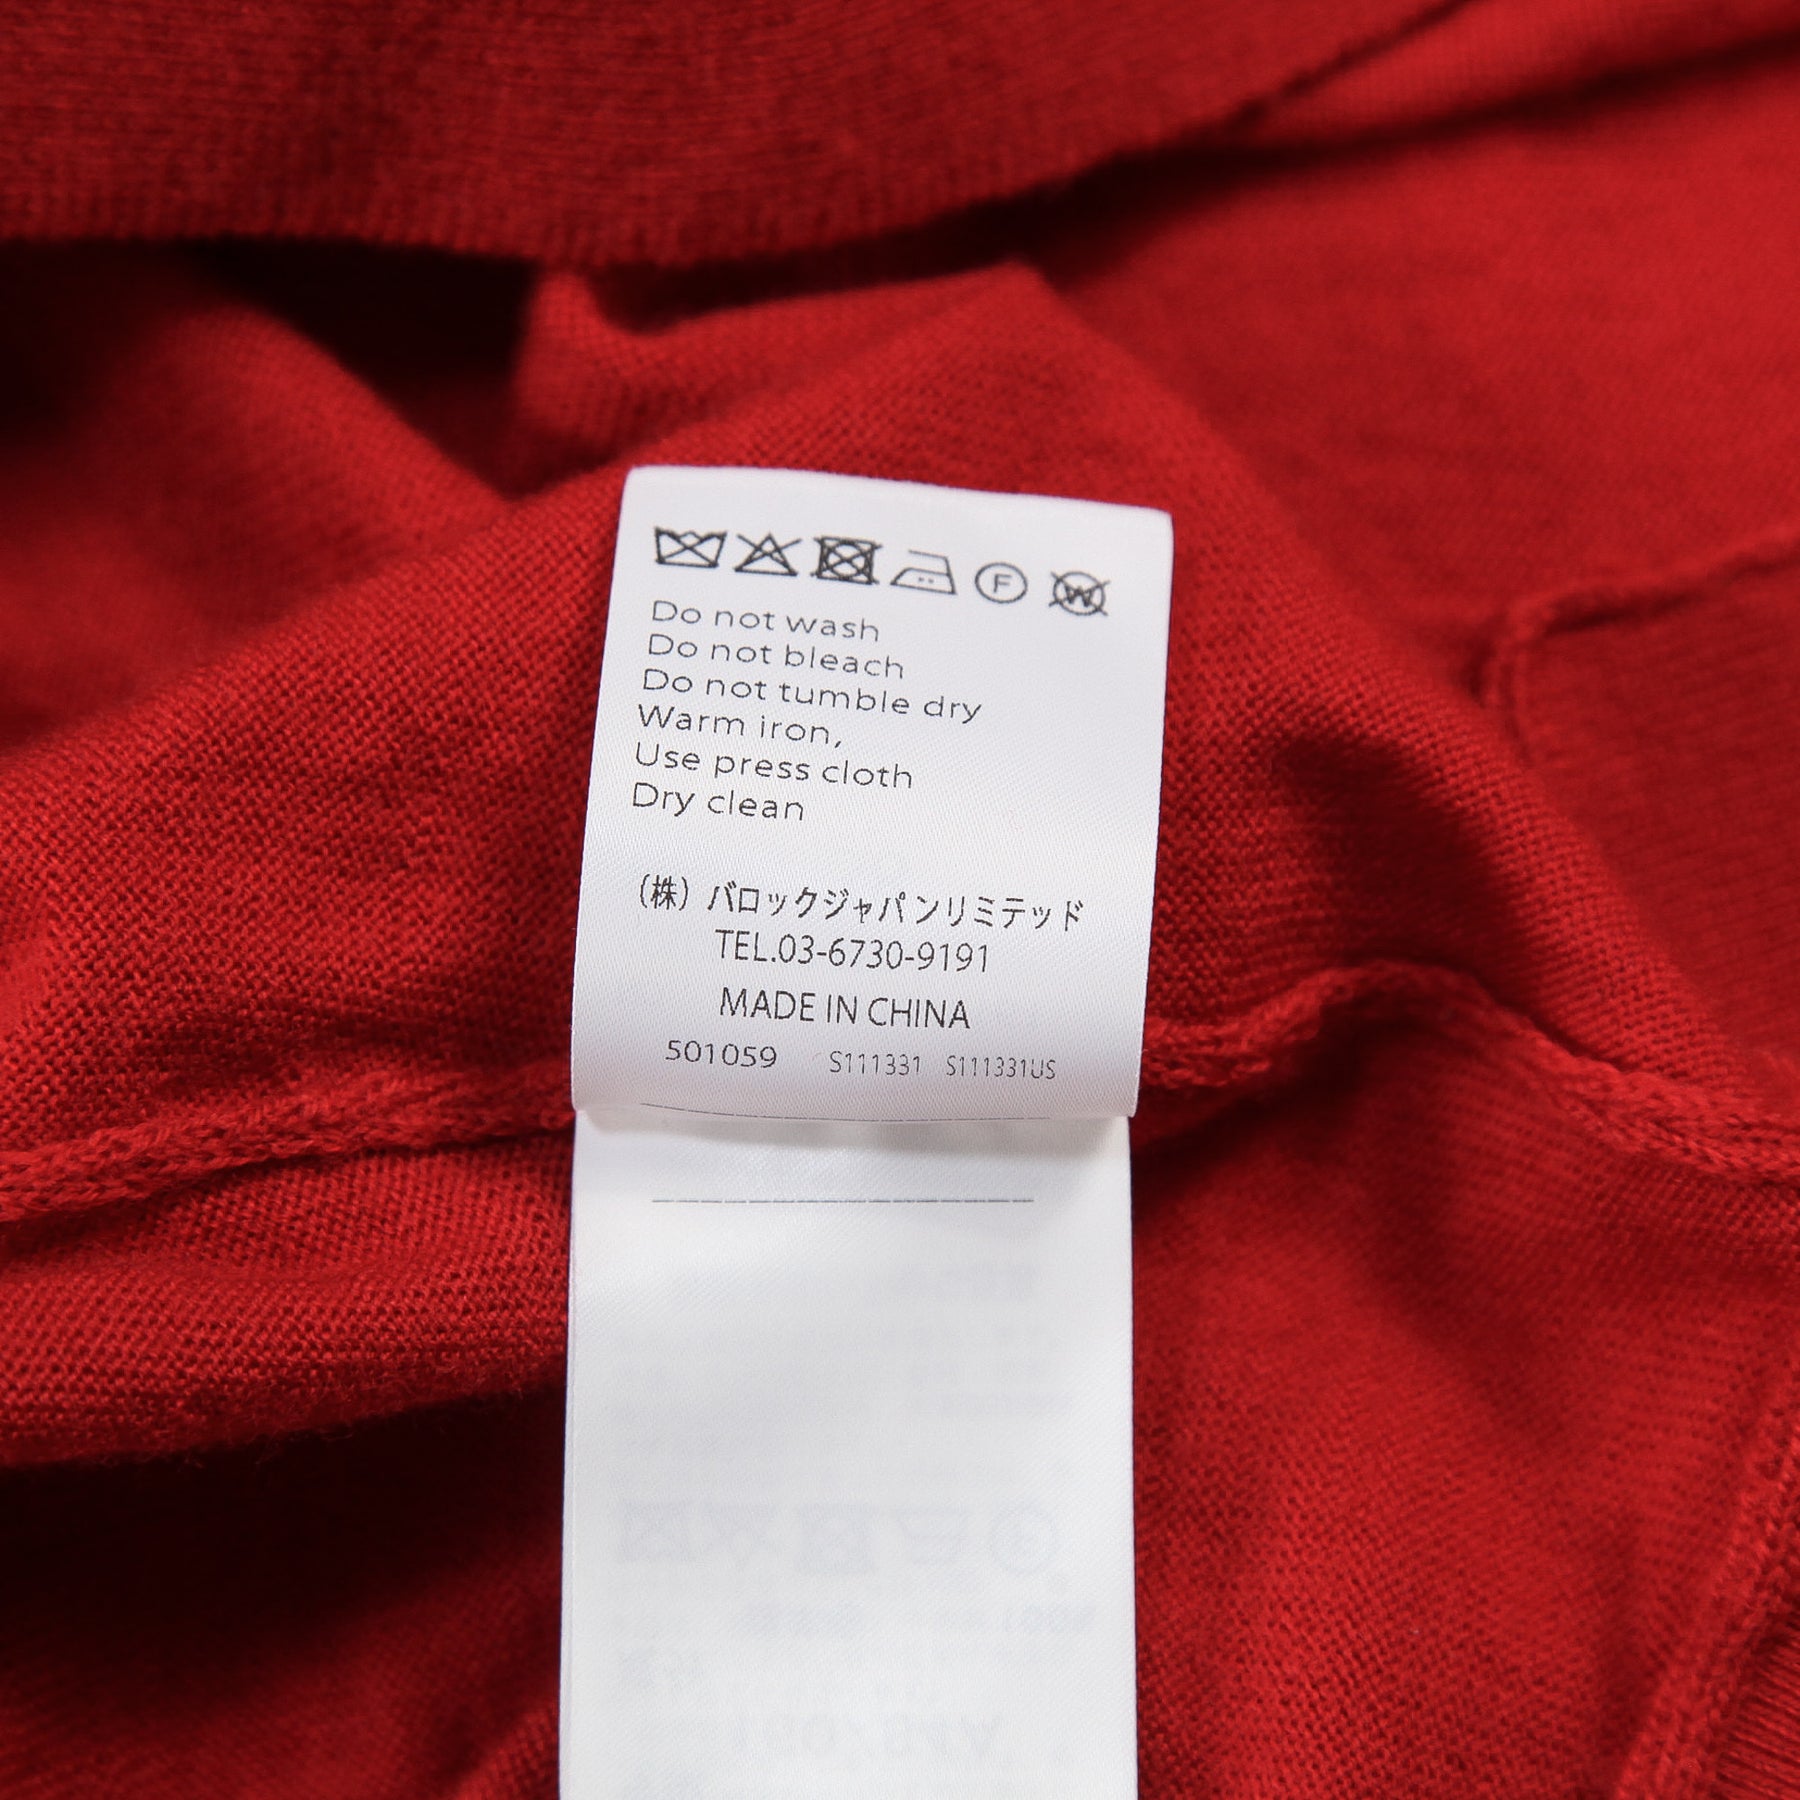 F W
Do not wash
Do not bleach
Do not tumble dry
Warm iron,
Use press cloth
Dry clean
(株) バロックジャパンリミテッド
TEL.03-6730-9191
MADE IN CHINA
501059 S111331 S111331US